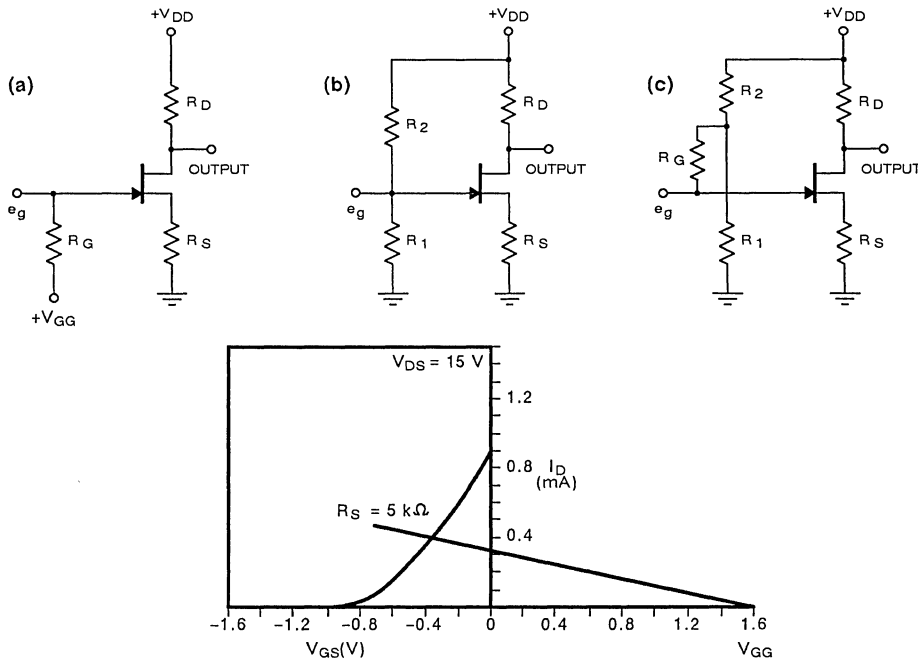 (a)
+VDD
RD
OUTPUT
eg
RG
RS
+VGG
(b)
+VDD
R2
RD
OUTPUT
eg
R1
RS
(c)
+VDD
R2
RD
RG
OUTPUT
eg
R1
RS
VDS = 15 V
1.2
0.8
ID
(mA)
RS = 5 kΩ
0.4
-1.6 -1.2 -0.8 -0.4 0 0.4 0.8 1.2 1.6
VGS(V) VGG